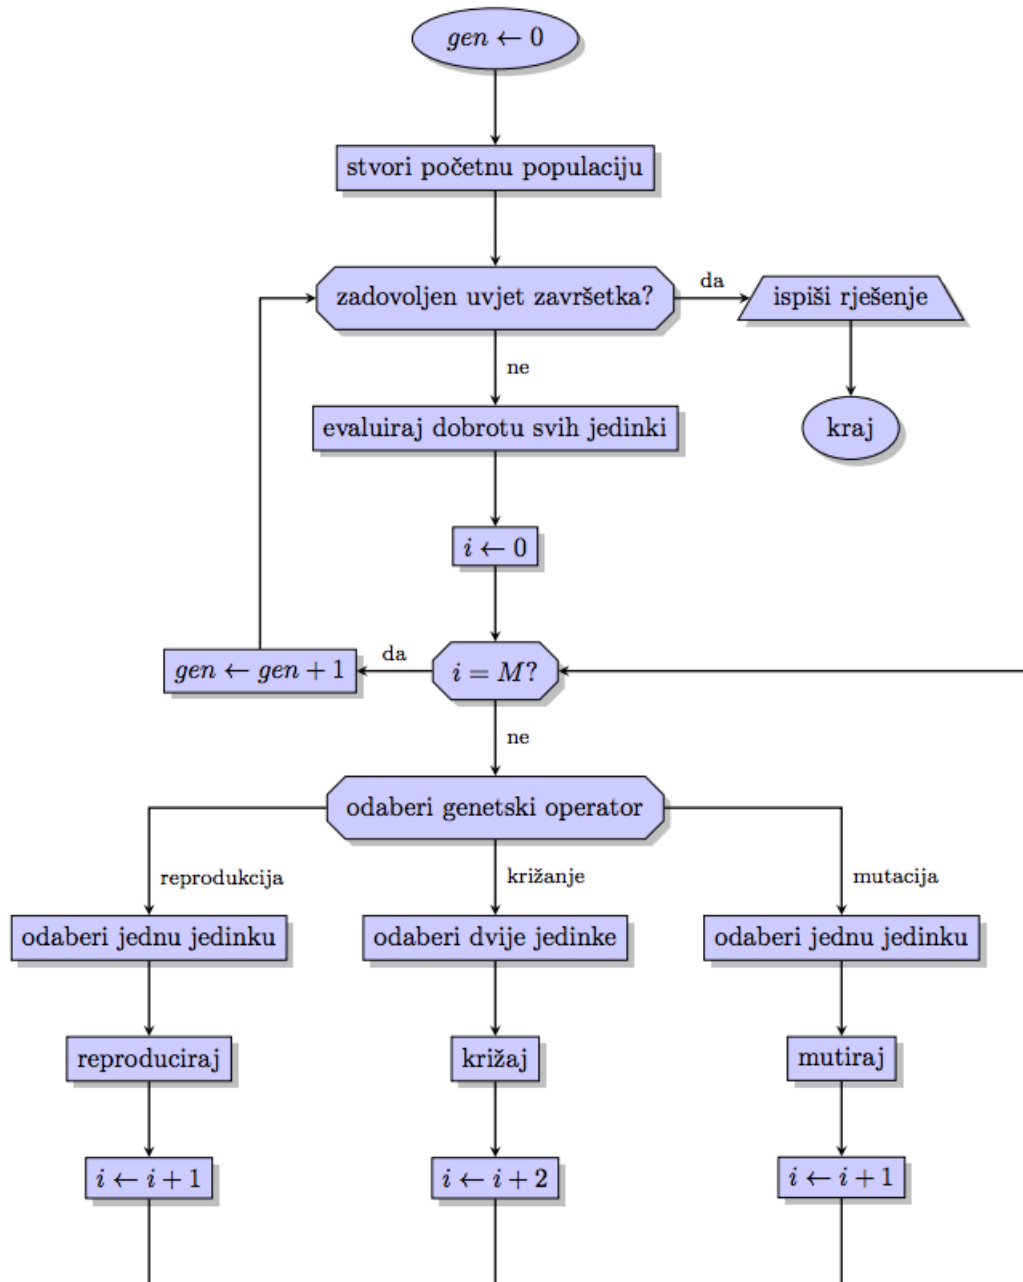 gen ← 0
stvori početnu populaciju
zadovoljen uvjet završetka?
da
ispiši rješenje
ne
evaluiraj dobrotu svih jedinki
kraj
i ← 0
gen ← gen + 1
da
i = M?
ne
odaberi genetski operator
reprodukcija
križanje
mutacija
odaberi jednu jedinku
odaberi dvije jedinke
odaberi jednu jedinku
reproduciraj
križaj
mutiraj
i ← i + 1
i ← i + 2
i ← i + 1